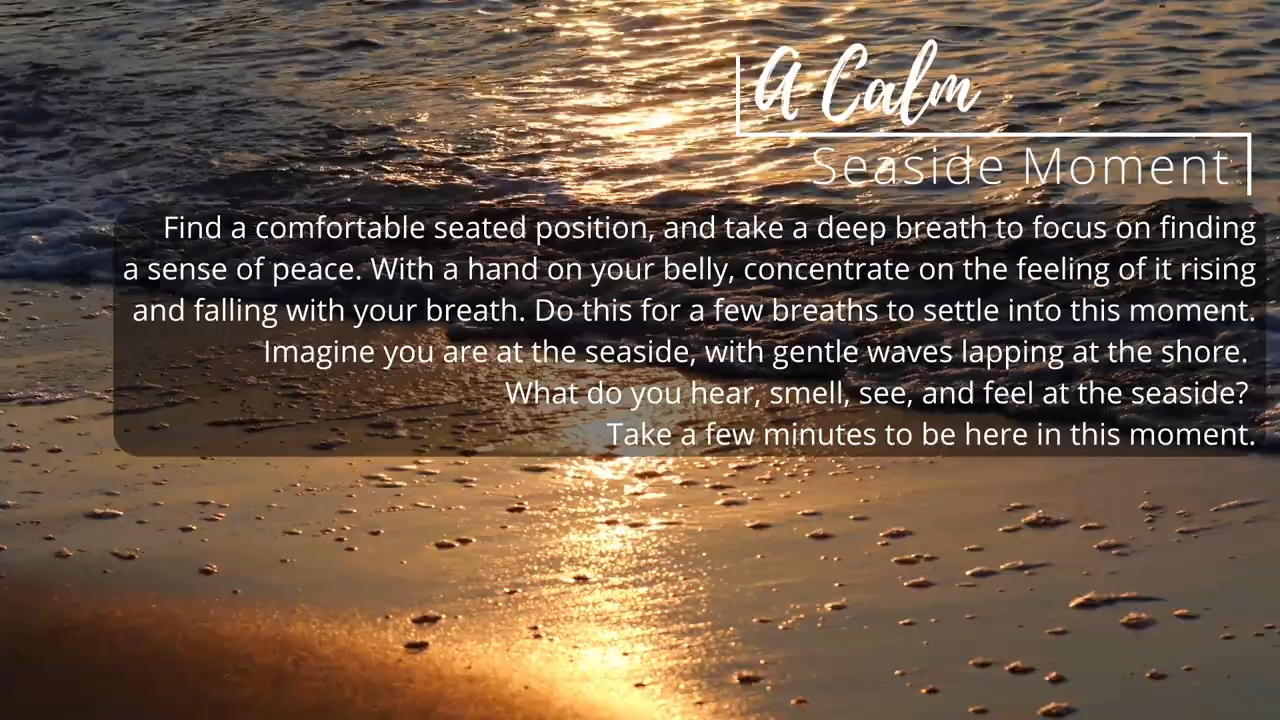 A Calm
Seaside Moment
Find a comfortable seated position, and take a deep breath to focus on finding
a sense of peace. With a hand on your belly, concentrate on the feeling of it rising
and falling with your breath. Do this for a few breaths to settle into this moment.
Imagine you are at the seaside, with gentle waves lapping at the shore.
What do you hear, smell, see, and feel at the seaside?
Take a few minutes to be here in this moment.